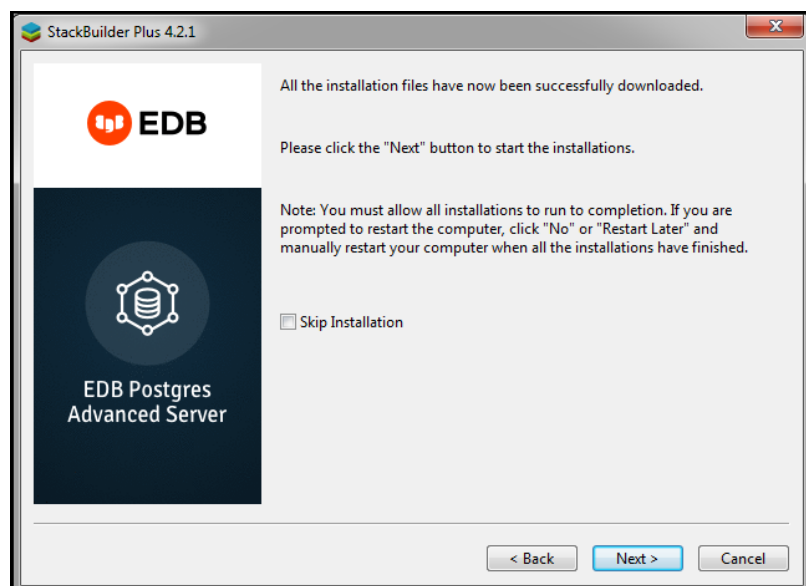 StackBuilder Plus 4.2.1
EDB
EDB Postgres
Advanced Server
All the installation files have now been successfully downloaded.
Please click the "Next" button to start the installations.
Note: You must allow all installations to run to completion. If you are
prompted to restart the computer, click "No" or "Restart Later" and
manually restart your computer when all the installations have finished.
Skip Installation
< Back
Next >
Cancel